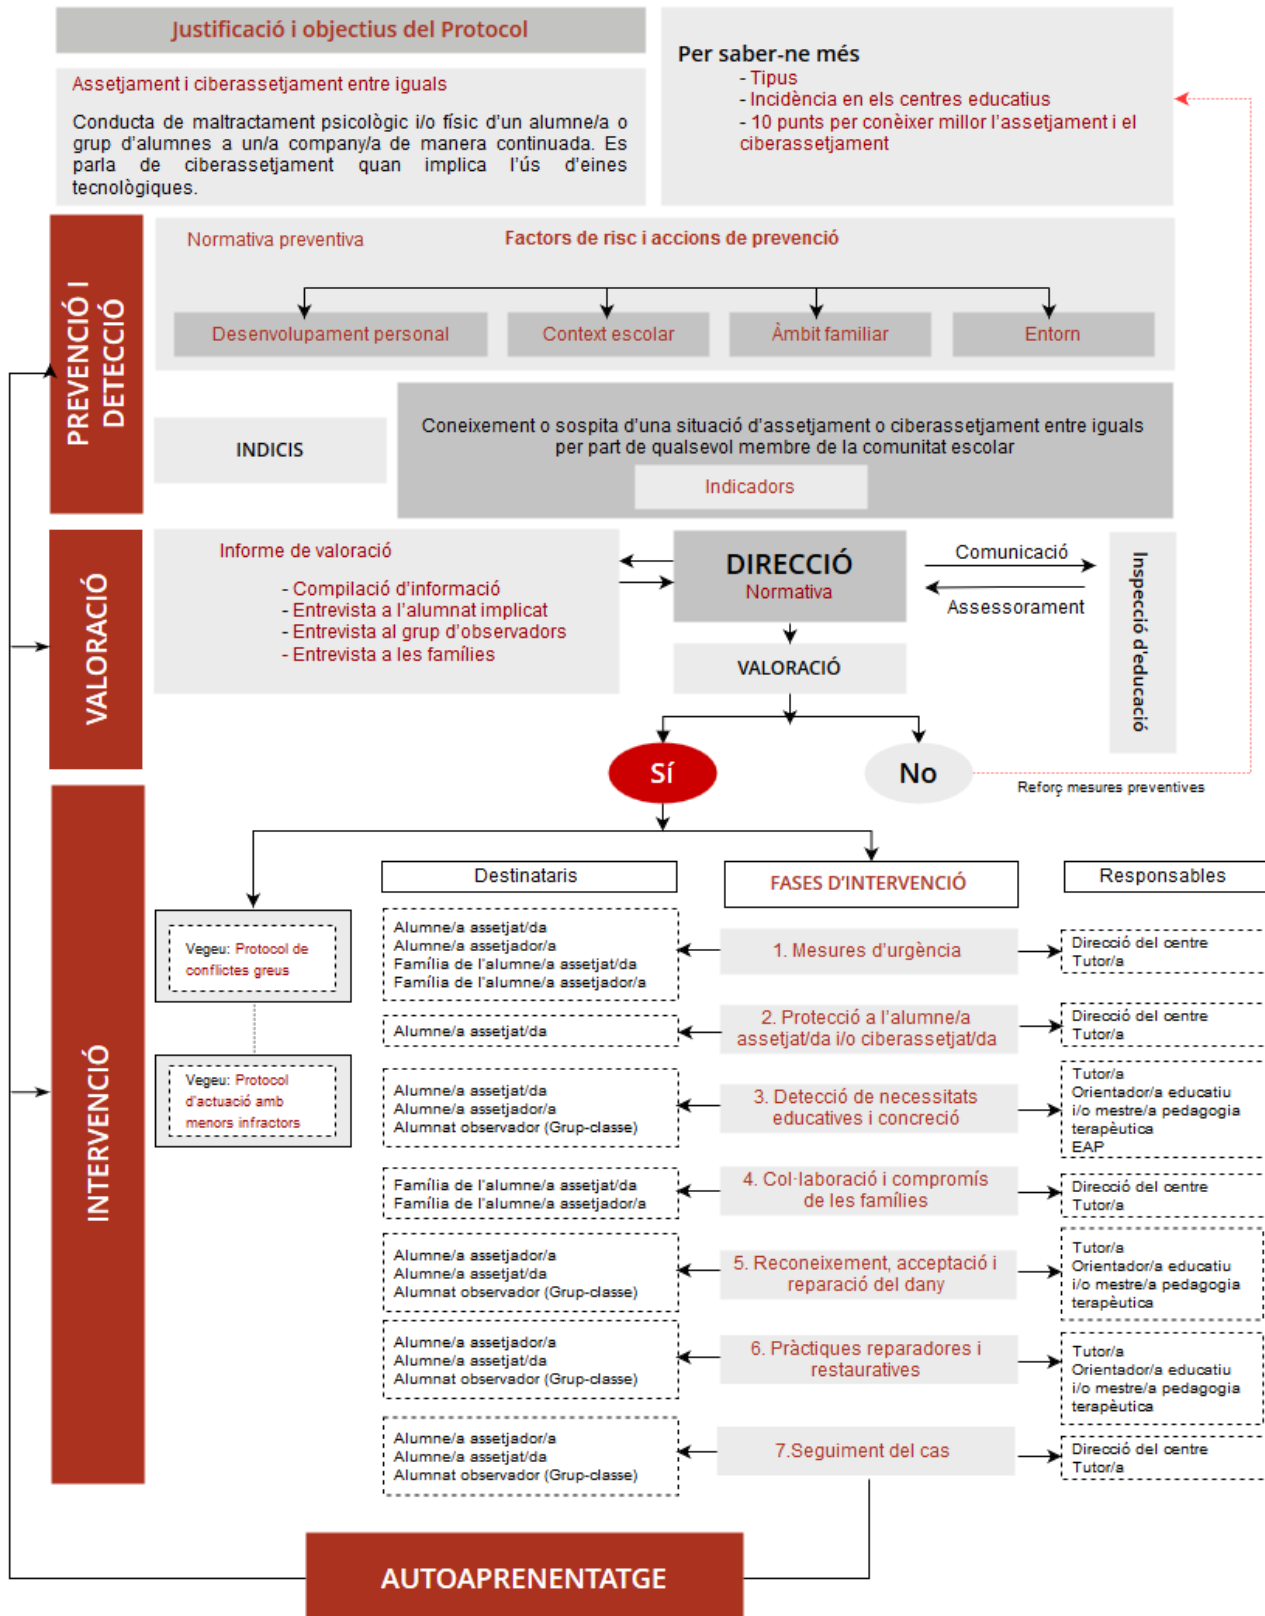 Justificació i objectius del Protocol
Assetjament i ciberassetjament entre iguals
Conducta de maltractament psicològic i/o físic d'un alumne/a o
grup d'alumnes a un/a company/a de manera continuada. Es
parla de ciberassetjament quan implica l'ús d'eines
tecnològiques.
Per saber-ne més
- Tipus
- Incidència en els centres educatius
- 10 punts per conèixer millor l'assetjament i el
ciberassetjament
PREVENCIÓ I
DETECCIÓ
Normativa preventiva
Factors de risc i accions de prevenció
Desenvolupament personal
Context escolar
Àmbit familiar
Entorn
INDICIS
Coneixement o sospita d'una situació d'assetjament o ciberassetjament entre iguals
per part de qualsevol membre de la comunitat escolar
Indicadors
VALORACIÓ
Informe de valoració
- Compilació d'informació
- Entrevista a l'alumnat implicat
- Entrevista al grup d'observadors
- Entrevista a les famílies
DIRECCIÓ
Normativa
Comunicació
Assessorament
Inspecció d'educació
VALORACIÓ
Sí
No
Reforç mesures preventives
INTERVENCIÓ
Vegeu: Protocol de
conflictes greus
Vegeu: Protocol
d'actuació amb
menors infractors
Destinataris
FASES D'INTERVENCIÓ
Responsables
Alumne/a assetjat/da
Alumne/a assetjador/a
Família de l'alumne/a assetjat/da
Família de l'alumne/a assetjador/a
1. Mesures d'urgència
Direcció del centre
Tutor/a
Alumne/a assetjat/da
2. Protecció a l'alumne/a
assetjat/da i/o ciberassetjat/da
Direcció del centre
Tutor/a
Alumne/a assetjat/da
Alumne/a assetjador/a
Alumnat observador (Grup-classe)
3. Detecció de necessitats
educatives i concreció
Tutor/a
Orientador/a educatiu
i/o mestre/a pedagogia
terapèutica
EAP
Família de l'alumne/a assetjat/da
Família de l'alumne/a assetjador/a
4. Col·laboració i compromís
de les famílies
Direcció del centre
Tutor/a
Alumne/a assetjador/a
Alumne/a assetjat/da
Alumnat observador (Grup-classe)
5. Reconeixement, acceptació i
reparació del dany
Tutor/a
Orientador/a educatiu
i/o mestre/a pedagogia
terapèutica
Alumne/a assetjador/a
Alumne/a assetjat/da
Alumnat observador (Grup-classe)
6. Pràctiques reparadores i
restauratives
Tutor/a
Orientador/a educatiu
i/o mestre/a pedagogia
terapèutica
Alumne/a assetjador/a
Alumne/a assetjat/da
Alumnat observador (Grup-classe)
7.Seguiment del cas
Direcció del centre
Tutor/a
AUTOAPRENENTATGE